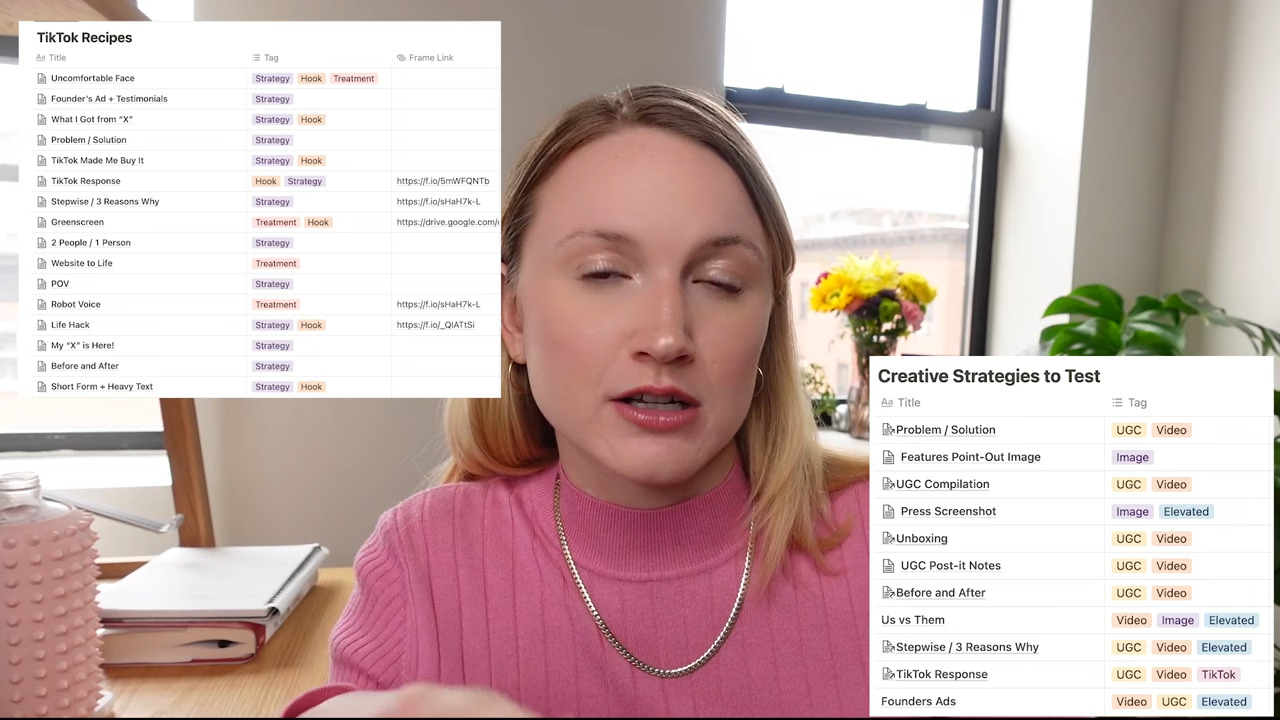 TikTok Recipes
Aa Title Tag Frame Link
Uncomfortable Face Strategy Hook Treatment
Founder's Ad + Testimonials Strategy
What I Got from “X” Strategy Hook
Problem / Solution Strategy
TikTok Made Me Buy It Strategy Hook
TikTok Response Hook Strategy https://f.io/5mWFQNTb
Stepwise / 3 Reasons Why Strategy https://f.io/sHaH7k-L
Greenscreen Treatment Hook https://drive.google.com/
2 People / 1 Person Strategy
Website to Life Treatment
POV Strategy
Robot Voice Treatment https://f.io/sHaH7k-L
Life Hack Strategy Hook
My “X” is Here! Strategy
Before and After Strategy
Short Form + Heavy Text Strategy Hook
Creative Strategies to Test
Aa Title Tag
Problem / Solution UGC Video
Features Point-Out Image Image
UGC Compilation UGC Video
Press Screenshot Image Elevated
Unboxing UGC Video
UGC Post-it Notes UGC Video
Before and After UGC Video
Us vs Them Video Image Elevated
Stepwise / 3 Reasons Why UGC Video Elevated
TikTok Response UGC Video TikTok
Founders Ads Video UGC Elevated